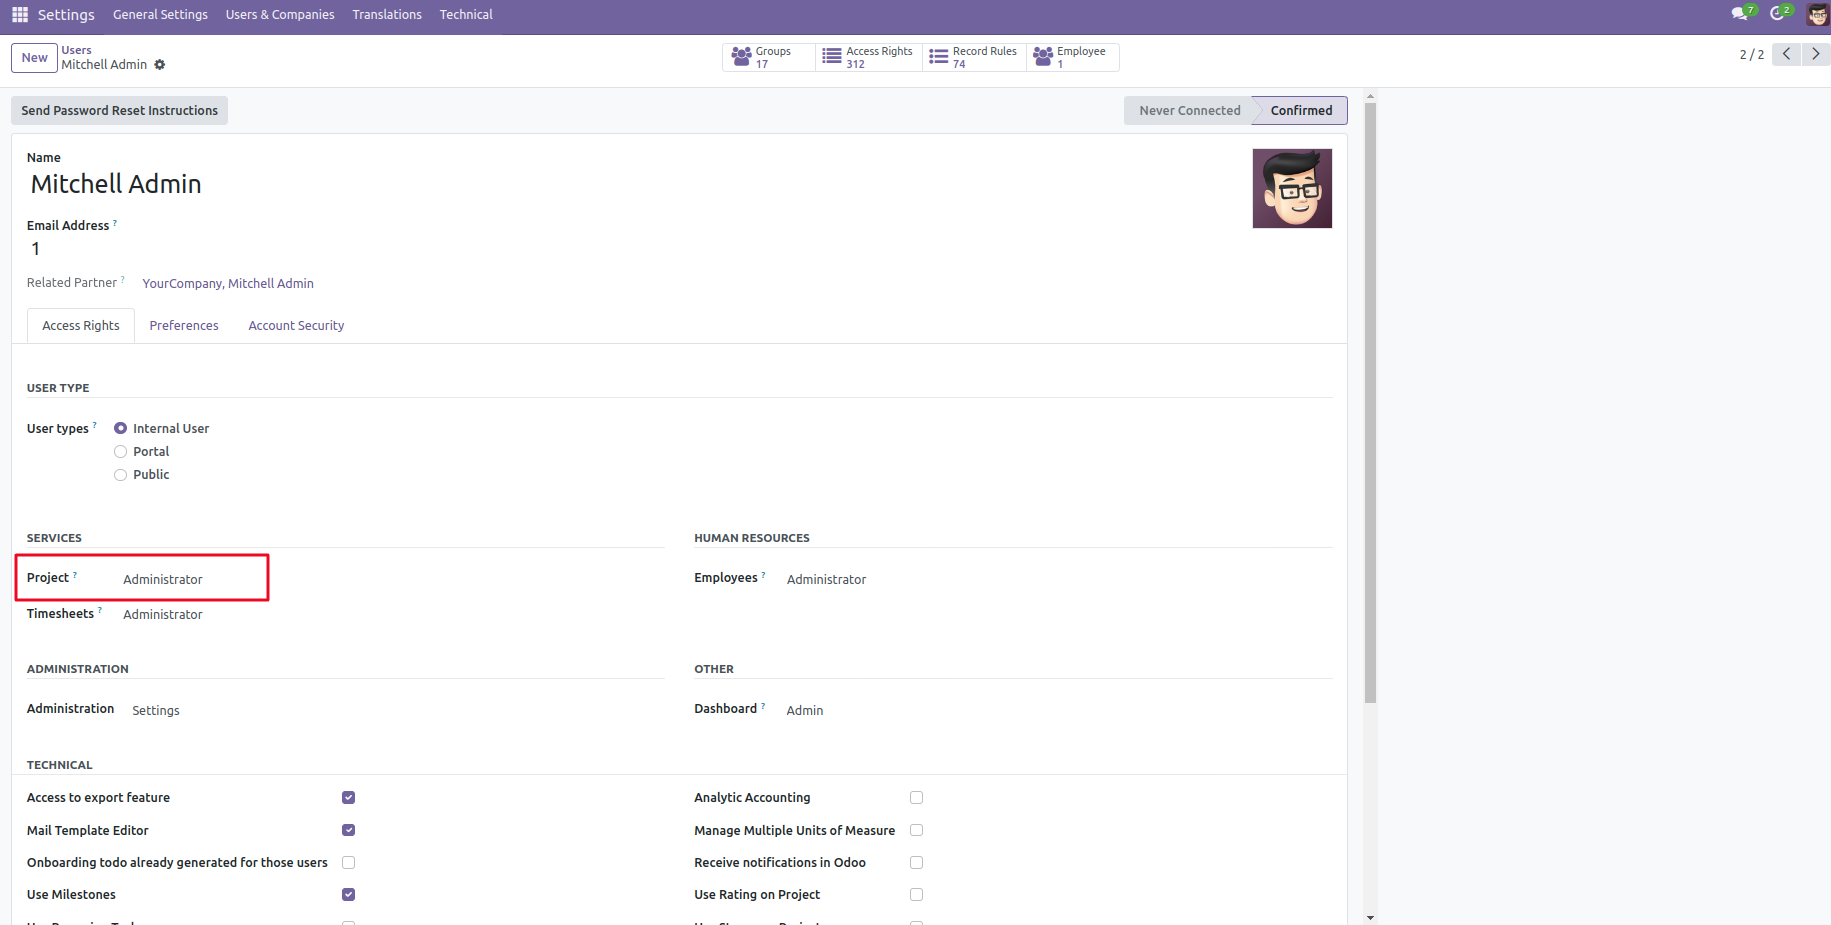 Settings General Settings Users & Companies Translations Technical 7 2
New Users
Mitchell Admin
Groups 17 Access Rights 312 Record Rules 74 Employee 1
2 / 2
Send Password Reset Instructions Never Connected Confirmed
Name
Mitchell Admin
Email Address ?
1
Related Partner ? YourCompany, Mitchell Admin
Access Rights Preferences Account Security
USER TYPE
User types ? Internal User
Portal
Public
SERVICES HUMAN RESOURCES
Project ? Administrator Employees ? Administrator
Timesheets ? Administrator
ADMINISTRATION OTHER
Administration Settings Dashboard ? Admin
TECHNICAL
Access to export feature Analytic Accounting
Mail Template Editor Manage Multiple Units of Measure
Onboarding todo already generated for those users Receive notifications in Odoo
Use Milestones Use Rating on Project